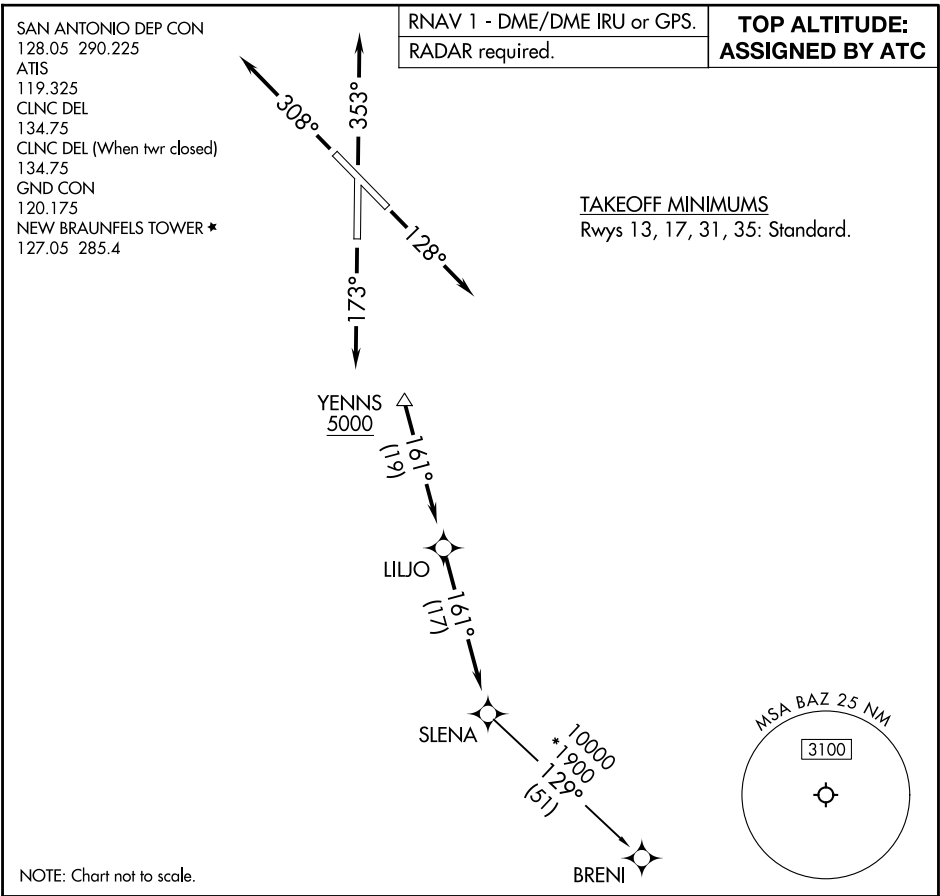 SAN ANTONIO DEP CON
128.05 290.225
ATIS
119.325
CLNC DEL
134.75
CLNC DEL (When twr closed)
134.75
GND CON
120.175
NEW BRAUNFELS TOWER ★
127.05 285.4
RNAV 1 - DME/DME IRU or GPS.
RADAR required.
TOP ALTITUDE:
ASSIGNED BY ATC
308°
353°
128°
173°
TAKEOFF MINIMUMS
Rwys 13, 17, 31, 35: Standard.
YENNS
5000
161°
(19)
LILJO
161°
(17)
SLENA
10000
*1900
129°
(51)
BRENI
MSA BAZ 25 NM
3100
NOTE: Chart not to scale.